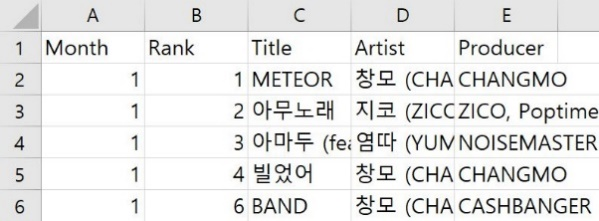 A B C D E
1 Month Rank Title Artist Producer
2 1 1 METEOR 창모 (CHA CHANGMO
3 1 2 아무노래 지코 (ZICC ZICO, Poptime
4 1 3 아마두 (fea 염따 (YUM NOISEMASTER
5 1 4 빌었어 창모 (CHA CHANGMO
6 1 6 BAND 창모 (CHA CASHBANGER